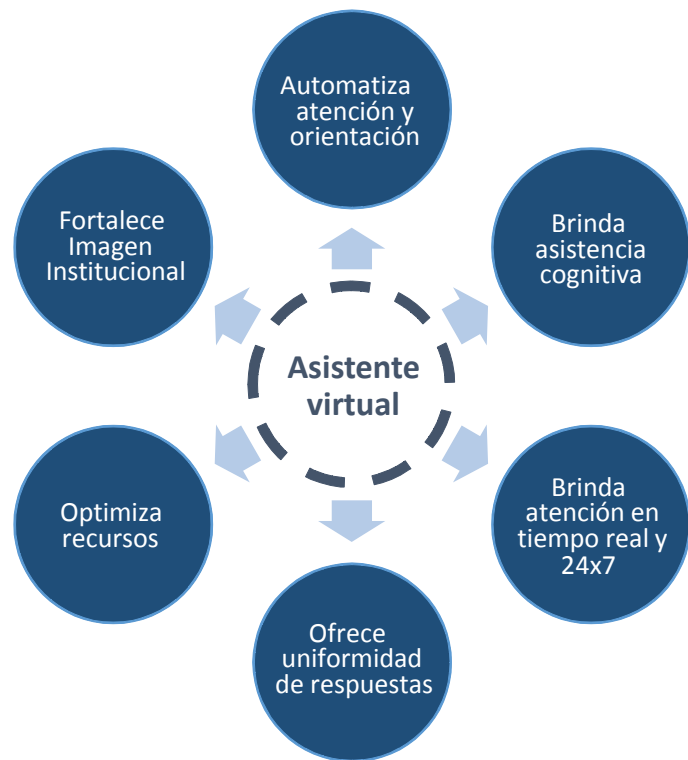 Automatiza
atención y
orientación
Brinda
asistencia
cognitiva
Brinda
atención en
tiempo real y
24x7
Ofrece
uniformidad
de respuestas
Optimiza
recursos
Fortalece
Imagen
Institucional
Asistente
virtual